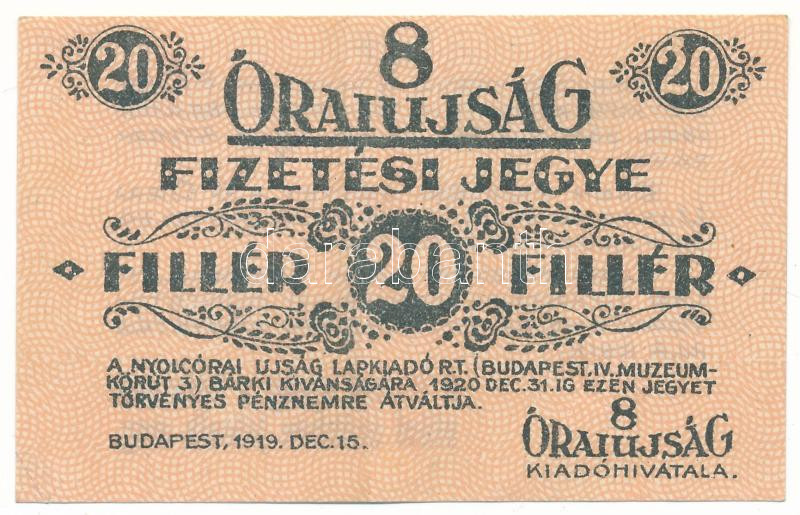 8
20 ÓRAIUJSÁG 20
FIZETÉSI JEGYE
FILLÉR 20 FILLÉR
darabanth
A NYOLCÓRAI UJSÁG LAPKIADÓ R.T. (BUDAPEST.IV.MUZEUM-
KÖRUT 3) BÁRKI KIVÁNSÁGÁRA 1920 DEC.31.IG EZEN JEGYET
TÖRVÉNYES PÉNZNEMRE ÁTVÁLTJA.
BUDAPEST, 1919. DEC.15.
8
ÓRAIUJSÁG
KIADÓHIVATALA.